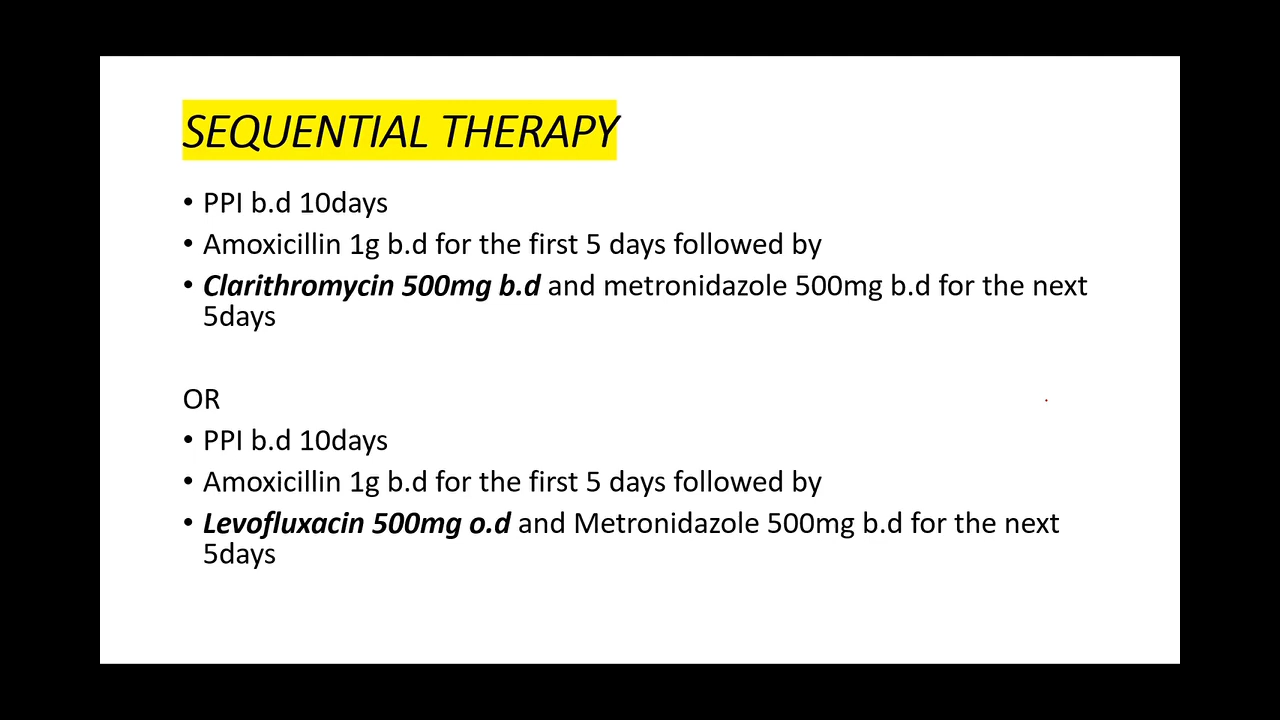 SEQUENTIAL THERAPY
• PPI b.d 10days
• Amoxicillin 1g b.d for the first 5 days followed by
• Clarithromycin 500mg b.d and metronidazole 500mg b.d for the next
5days
OR
• PPI b.d 10days
• Amoxicillin 1g b.d for the first 5 days followed by
• Levofluxacin 500mg o.d and Metronidazole 500mg b.d for the next
5days